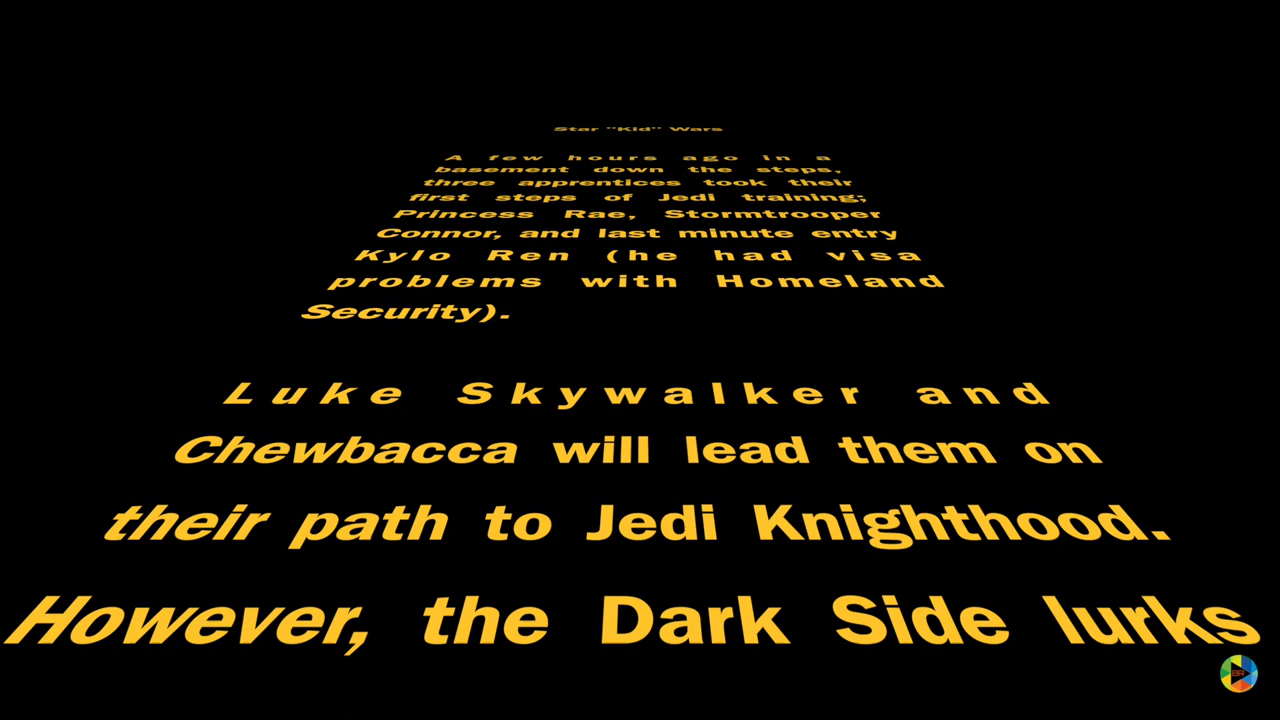 Star "Kid" Wars
A few hours ago in a
basement down the steps,
three apprentices took their
first steps of Jedi training;
Princess Rae, Stormtrooper
Connor, and last minute entry
Kylo Ren (he had visa
problems with Homeland
Security).
Luke Skywalker and
Chewbacca will lead them on
their path to Jedi Knighthood.
However, the Dark Side lurks
BR